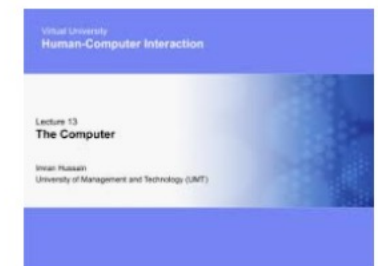 Virtual University
Human-Computer Interaction
Lecture 13
The Computer
Imran Hussain
University of Management and Technology (UMT)